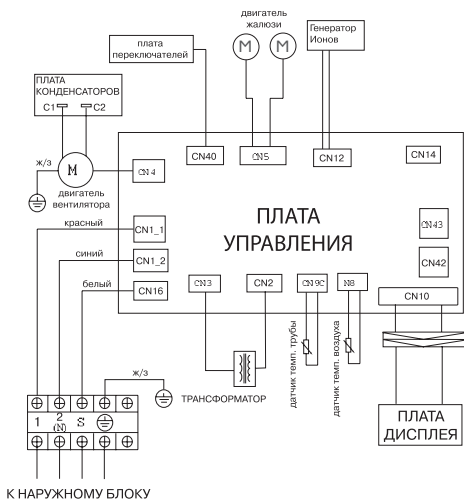 двигатель
жалюзи
плата
переключателей
М
М
Генератор
Ионов
ПЛАТА
КОНДЕНСАТОРОВ
С1
С2
ж/з
М
двигатель
вентилятора
CN4
CN40
CN5
CN12
CN14
красный
CN1_1
синий
CN1_2
белый
CN16
ПЛАТА
УПРАВЛЕНИЯ
CN43
CN42
CN3
CN2
CN9C
N8
CN10
датчик темп. трубы
датчик темп. воздуха
ТРАНСФОРМАТОР
ж/з
ПЛАТА
ДИСПЛЕЯ
1
2
(N)
S
К НАРУЖНОМУ БЛОКУ